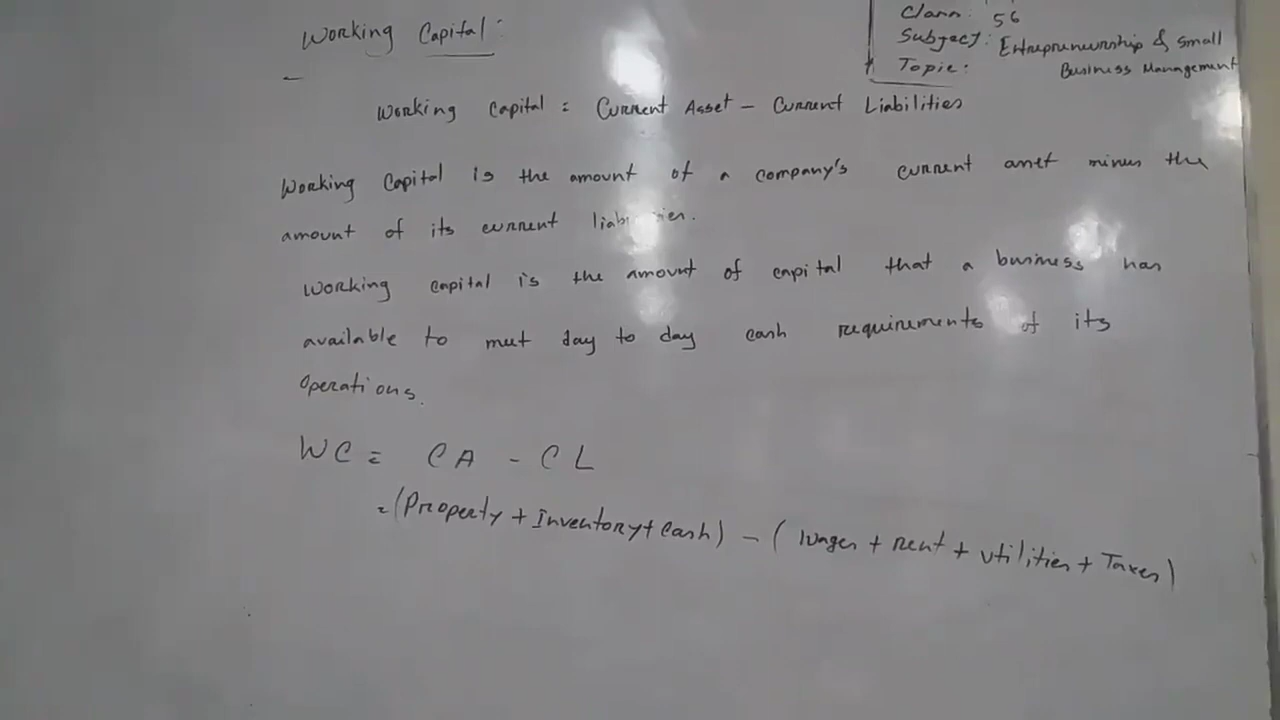 Working Capital:
Class: 56
Subject: Entrepreneurship & Small
Business Management
Topic:
Working Capital = Current Asset - Current Liabilities
Working Capital is the amount of a company's current asset minus the
amount of its current
working capital is the amount of capital that a business has
available to meet day to day cash requirements of its
operations.
WC = CA - CL
= (Property + Inventory + Cash) - (wages + Rent + utilities + Taxes)